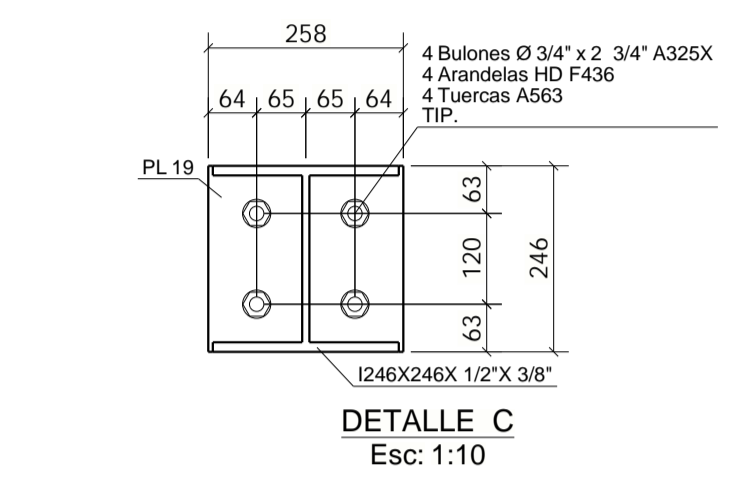 258
4 Bulones Ø 3/4" x 2 3/4" A325X
4 Arandelas HD F436
4 Tuercas A563
TIP.
64 65 65 64
PL 19
63
120
63
246
I246X246X 1/2"X 3/8"
DETALLE C
Esc: 1:10